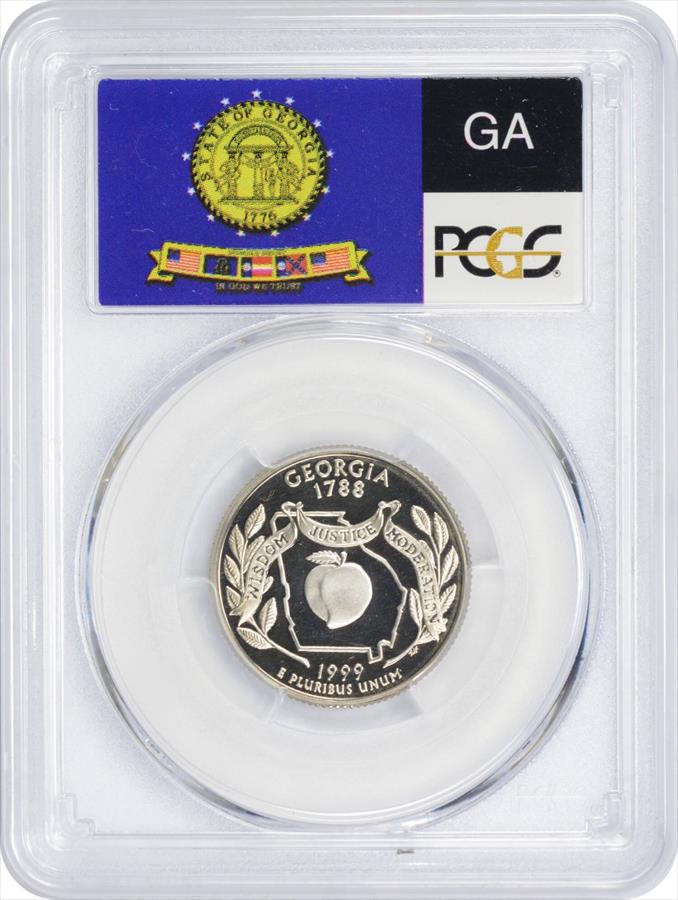 STATE OF GEORGIA
1776
IN GOD WE TRUST
GA
PCGS
GEORGIA
1788
WISDOM JUSTICE MODERATION
1999
E PLURIBUS UNUM